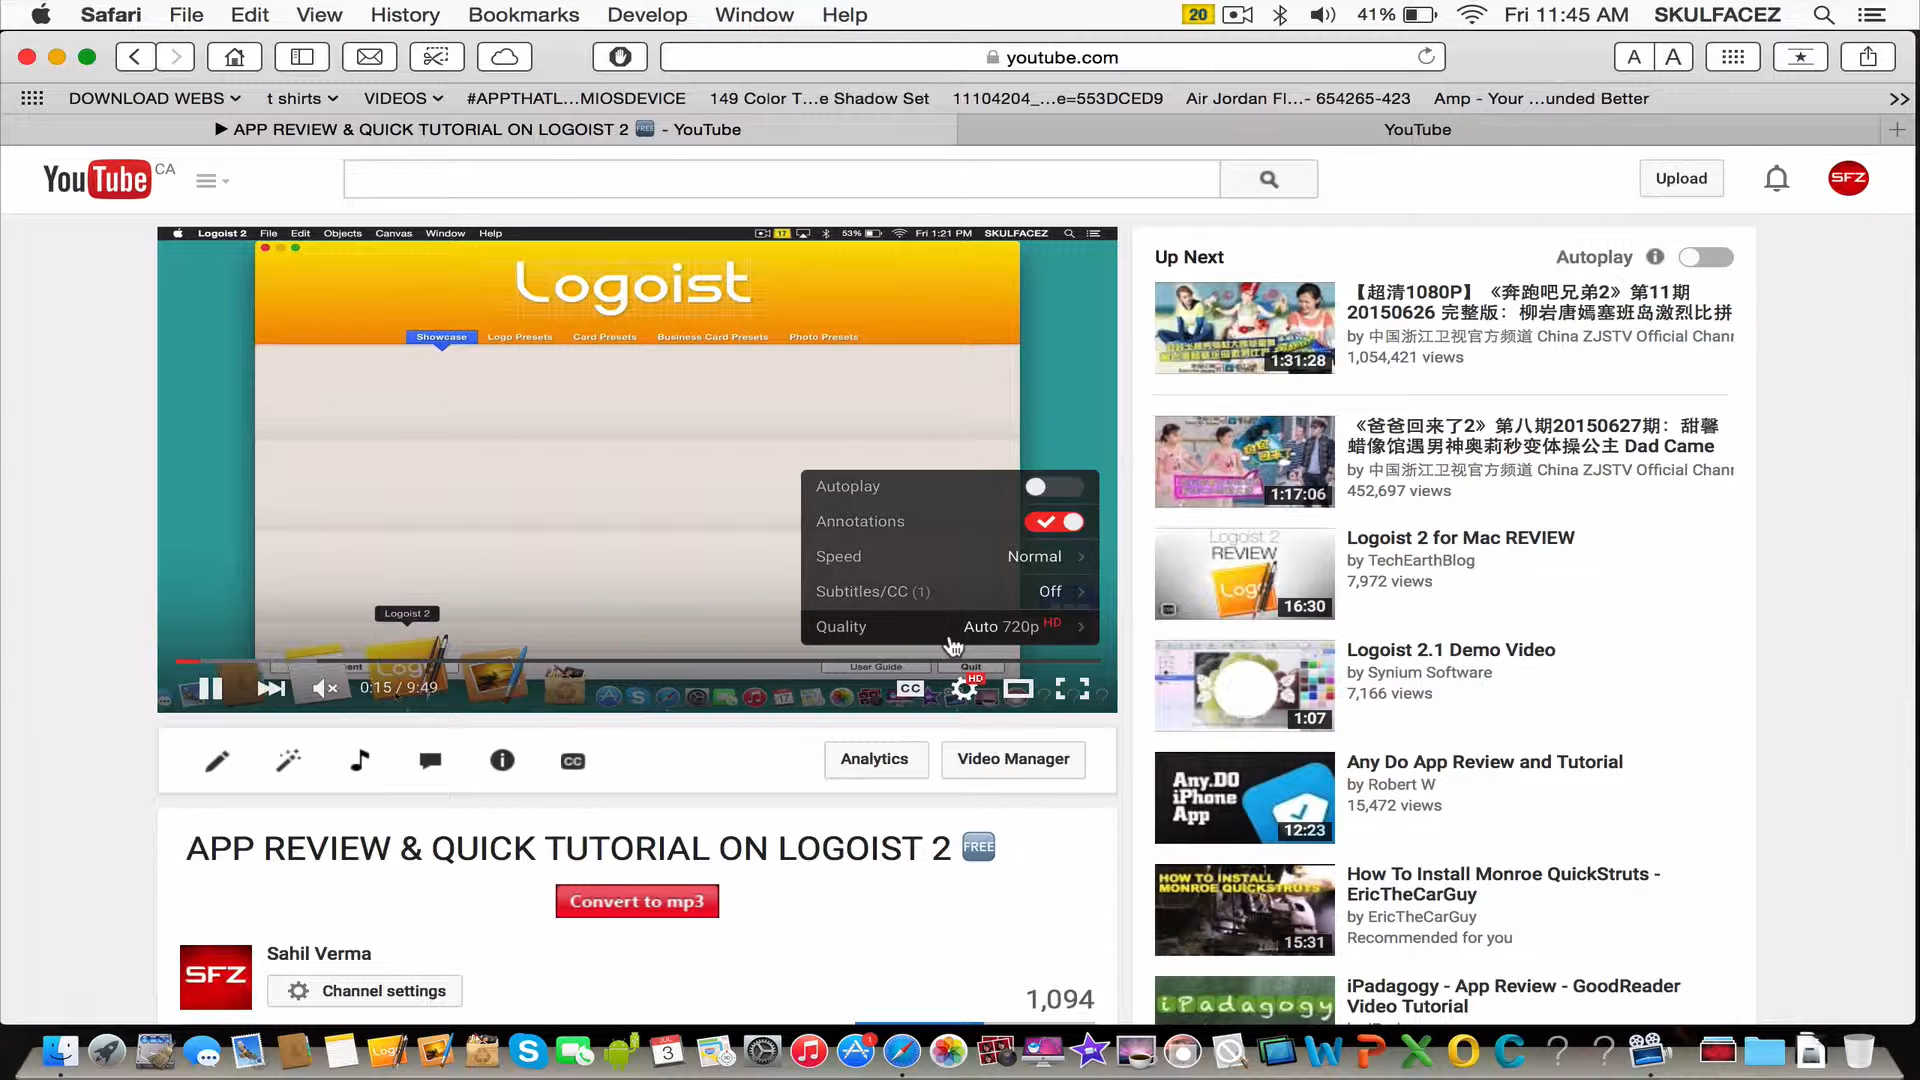 Safari File Edit View History Bookmarks Develop Window Help 20 41% Fri 11:45 AM SKULFACEZ
youtube.com A A
DOWNLOAD WEBS t shirts VIDEOS #APPTHATL...MIOSDEVICE 149 Color T...e Shadow Set 11104204_...e=553DCED9 Air Jordan Fl...- 654265-423 Amp - Your ...unded Better >>
▶ APP REVIEW & QUICK TUTORIAL ON LOGOIST 2 FREE - YouTube YouTube
YouTube CA Upload SFZ
Logoist 2 File Edit Objects Canvas Window Help 17 53% Fri 1:21 PM SKULFACEZ
Logoist
Showcase Logo Presets Card Presets Business Card Presets Photo Presets
Autoplay
Annotations
Speed Normal
Subtitles/CC (1) Off
Quality Auto 720p HD
Logoist 2
User Guide Quit
0:15 / 9:49 CC HD
CC Analytics Video Manager
APP REVIEW & QUICK TUTORIAL ON LOGOIST 2 FREE
Convert to mp3
SFZ
Sahil Verma
Channel settings
1,094
Up Next Autoplay
【超清1080P】《奔跑吧兄弟2》第11期
20150626 完整版：柳岩唐嫣塞班岛激烈比拼
by 中国浙江卫视官方频道 China ZJSTV Official Chann
1,054,421 views
1:31:28
《爸爸回来了2》第八期20150627期：甜馨
蜡像馆遇男神奥莉秒变体操公主 Dad Came
by 中国浙江卫视官方频道 China ZJSTV Official Chann
452,697 views
1:17:06
Logoist 2
REVIEW
16:30
Logoist 2 for Mac REVIEW
by TechEarthBlog
7,972 views
Logoist 2.1 Demo Video
by Synium Software
7,166 views
1:07
Any.DO
iPhone
App
12:23
Any Do App Review and Tutorial
by Robert W
15,472 views
HOW TO INSTALL
MONROE QUICKSTRUTS
15:31
How To Install Monroe QuickStruts -
EricTheCarGuy
by EricTheCarGuy
Recommended for you
iPadagogy
iPadagogy - App Review - GoodReader
Video Tutorial
JUL
3
1